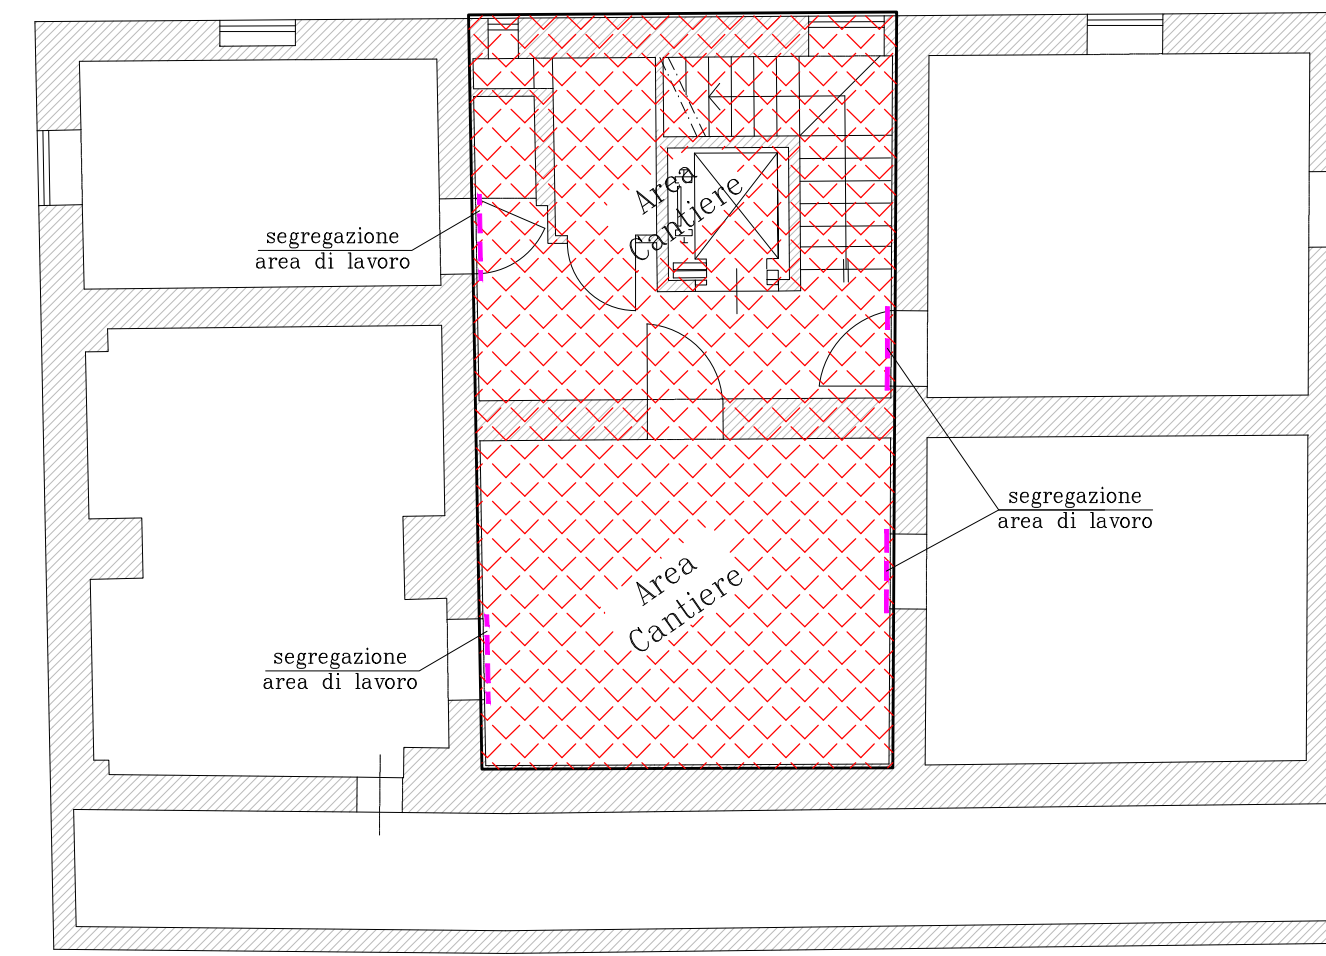 Area
Cantiere
segregazione
area di lavoro
segregazione
area di lavoro
Area
Cantiere
segregazione
area di lavoro